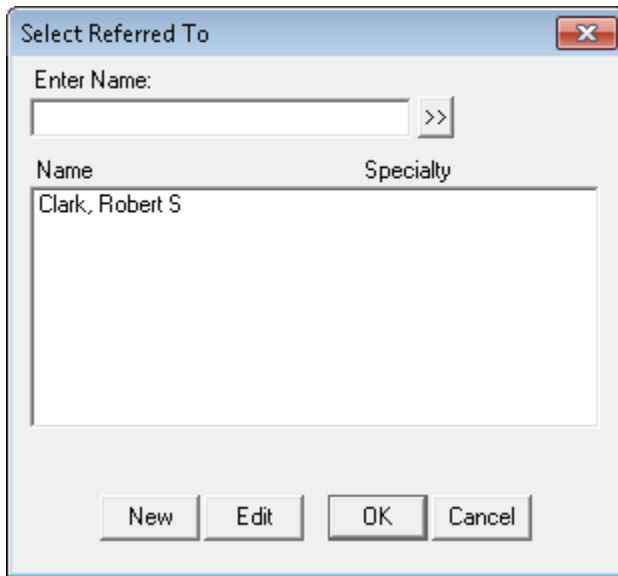 Select Referred To
Enter Name:
>>
Name Specialty
Clark, Robert S
New Edit OK Cancel